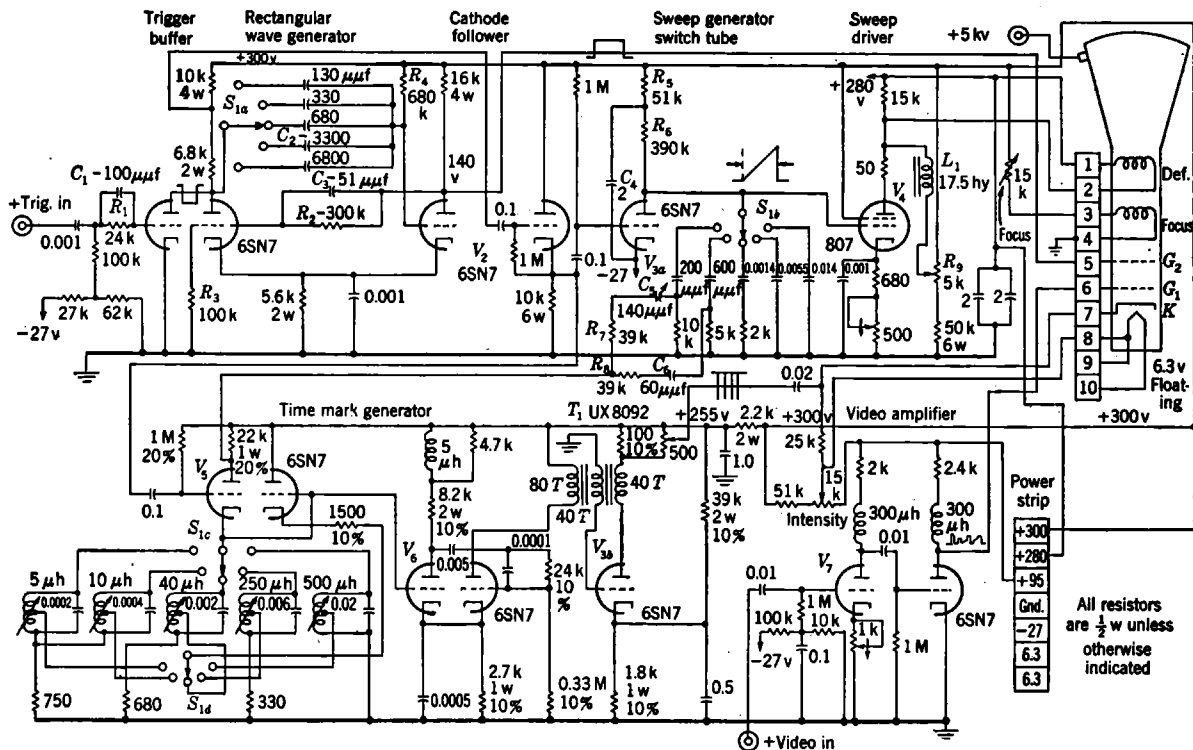 Trigger
buffer
Rectangular
wave generator
Cathode
follower
Sweep generator
switch tube
Sweep
driver
+5 kv
+300 v
10 k
4 w
S1a
130 μμf
330
680
C2 - 3300
6800
R4
680
k
16 k
4 w
1 M
R5
51 k
R6
390 k
+ 280 v
15 k
50
L1
17.5 hy
15
k
Focus
1
2
3
4
5
6
7
8
9
10
Def.
Focus
G2
G1
K
6.3 v
Floating
C1 - 100 μμf
+Trig. in
0.001
R1
24 k
100 k
6.8 k
2 w
6SN7
C3 - 51 μμf
R2 - 300 k
140
v
V2
6SN7
0.1
1 M
0.1
C4
2
6SN7
-27
V3a
S1b
200
μμf
600
μμf
0.0014
0.0055
0.014
0.001
807
V4
680
500
R9
5 k
50 k
6 w
2
2
-27 v
27 k
62 k
R3
100 k
5.6 k
2 w
0.001
10 k
6 w
C5
140 μμf
R7
39 k
10
k
5 k
2 k
R8
39 k
C6
60 μμf
0.02
Time mark generator
T1 UX8092
+255 v
2.2 k
2 w
+300 v
Video amplifier
+300 v
1 M
20%
22 k
1 w
20%
V5
6SN7
5
μh
4.7 k
80 T
40 T
40 T
100
10%
500
1.0
25 k
15
k
51 k
Intensity
2 k
2.4 k
Power
strip
+300
+280
+95
Gnd.
-27
6.3
6.3
0.1
1500
10%
8.2 k
2 w
10%
39 k
2 w
10%
300 μh
300
μh
0.01
S1c
V6
0.005
0.0001
24 k
10
%
V3b
6SN7
6SN7
V7
6SN7
0.01
5 μh
10 μh
40 μh
250 μh
500 μh
0.0002
0.0004
0.002
0.006
0.02
100 k
1 M
10 k
1 k
1 M
-27 v
0.1
All resistors
are 1/2 w unless
otherwise
indicated
750
680
S1d
330
0.0005
2.7 k
1 w
10%
0.33 M
10%
1.8 k
1 w
10%
0.5
+Video in